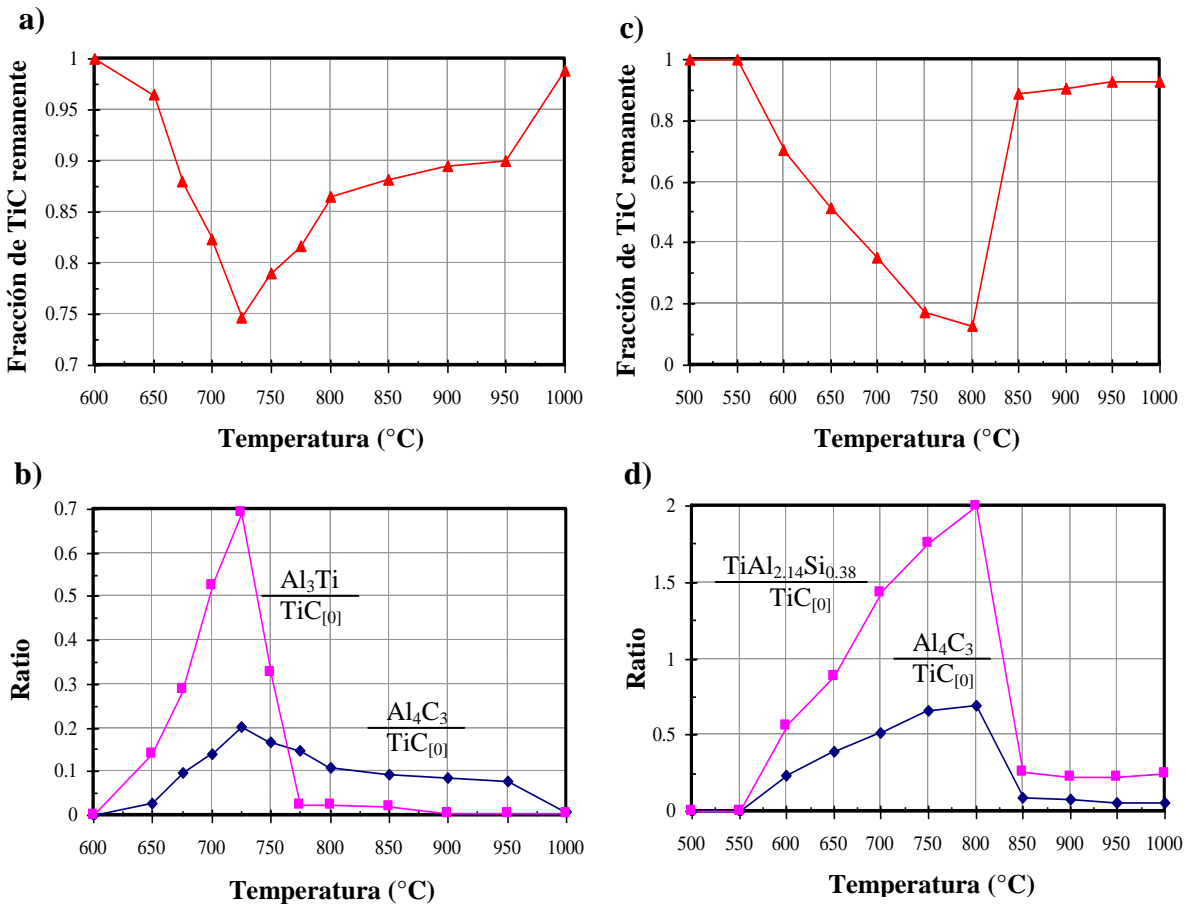 a)
Fracción de TiC remanente
1
0.95
0.9
0.85
0.8
0.75
0.7
600 650 700 750 800 850 900 950 1000
Temperatura (°C)
c)
Fracción de TiC remanente
1
0.8
0.6
0.4
0.2
0
500 550 600 650 700 750 800 850 900 950 1000
Temperatura (°C)
b)
Ratio
0.7
0.6
0.5
0.4
0.3
0.2
0.1
0
Al₃Ti
TiC[0]
Al₄C₃
TiC[0]
600 650 700 750 800 850 900 950 1000
Temperatura (°C)
d)
Ratio
2
1.5
1
0.5
0
TiAl₂.₁₄Si₀.₃₈
TiC[0]
Al₄C₃
TiC[0]
500 550 600 650 700 750 800 850 900 950 1000
Temperatura (°C)